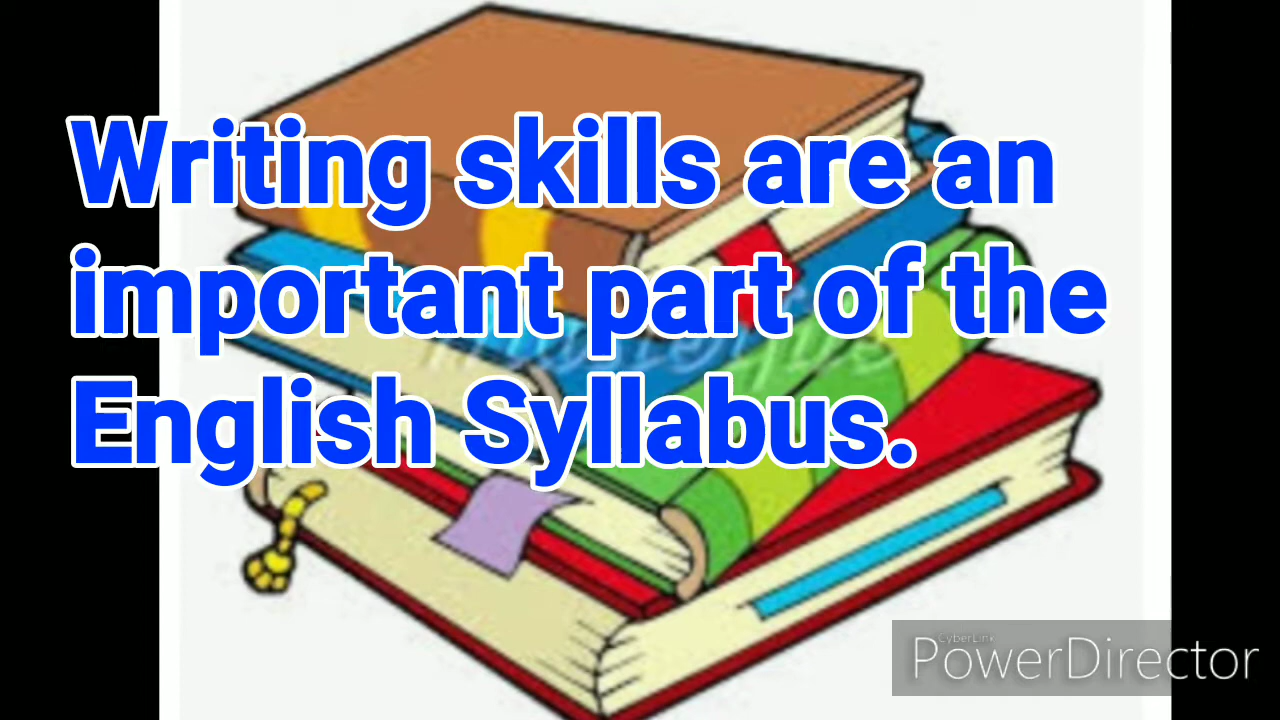 Writing skills are an
important part of the
English Syllabus.
CyberLink
PowerDirector